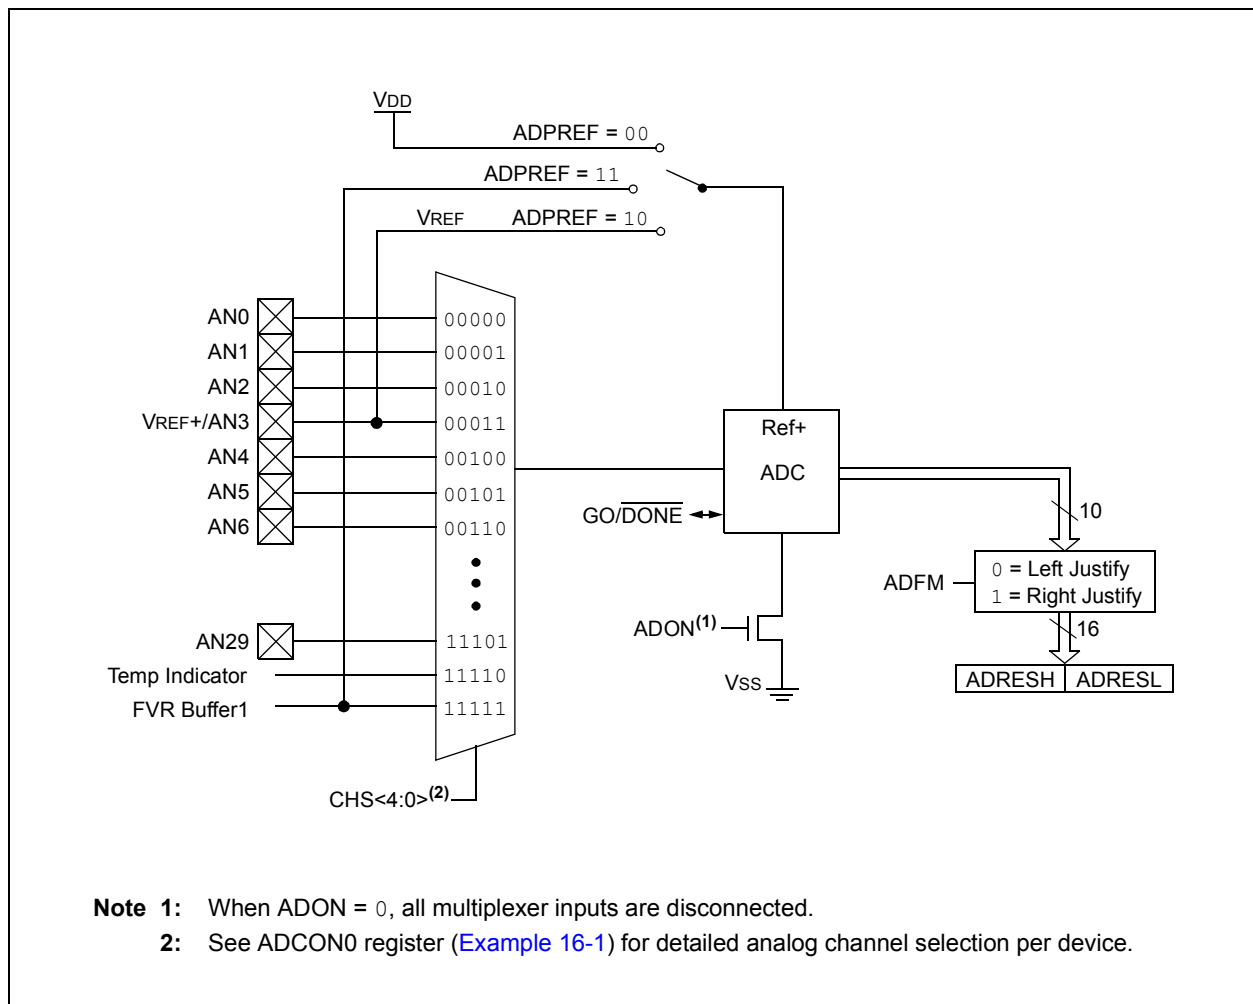 VDD
ADPREF = 00
ADPREF = 11
VREF ADPREF = 10
AN0 00000
AN1 00001
AN2 00010
VREF+/AN3 00011
AN4 00100
AN5 00101
AN6 00110
AN29 11101
Temp Indicator 11110
FVR Buffer1 11111
CHS<4:0>(2)
Ref+
ADC
GO/DONE
ADON(1)
VSS
10
ADFM
0 = Left Justify
1 = Right Justify
16
ADRESH ADRESL
Note 1: When ADON = 0, all multiplexer inputs are disconnected.
2: See ADCON0 register (Example 16-1) for detailed analog channel selection per device.